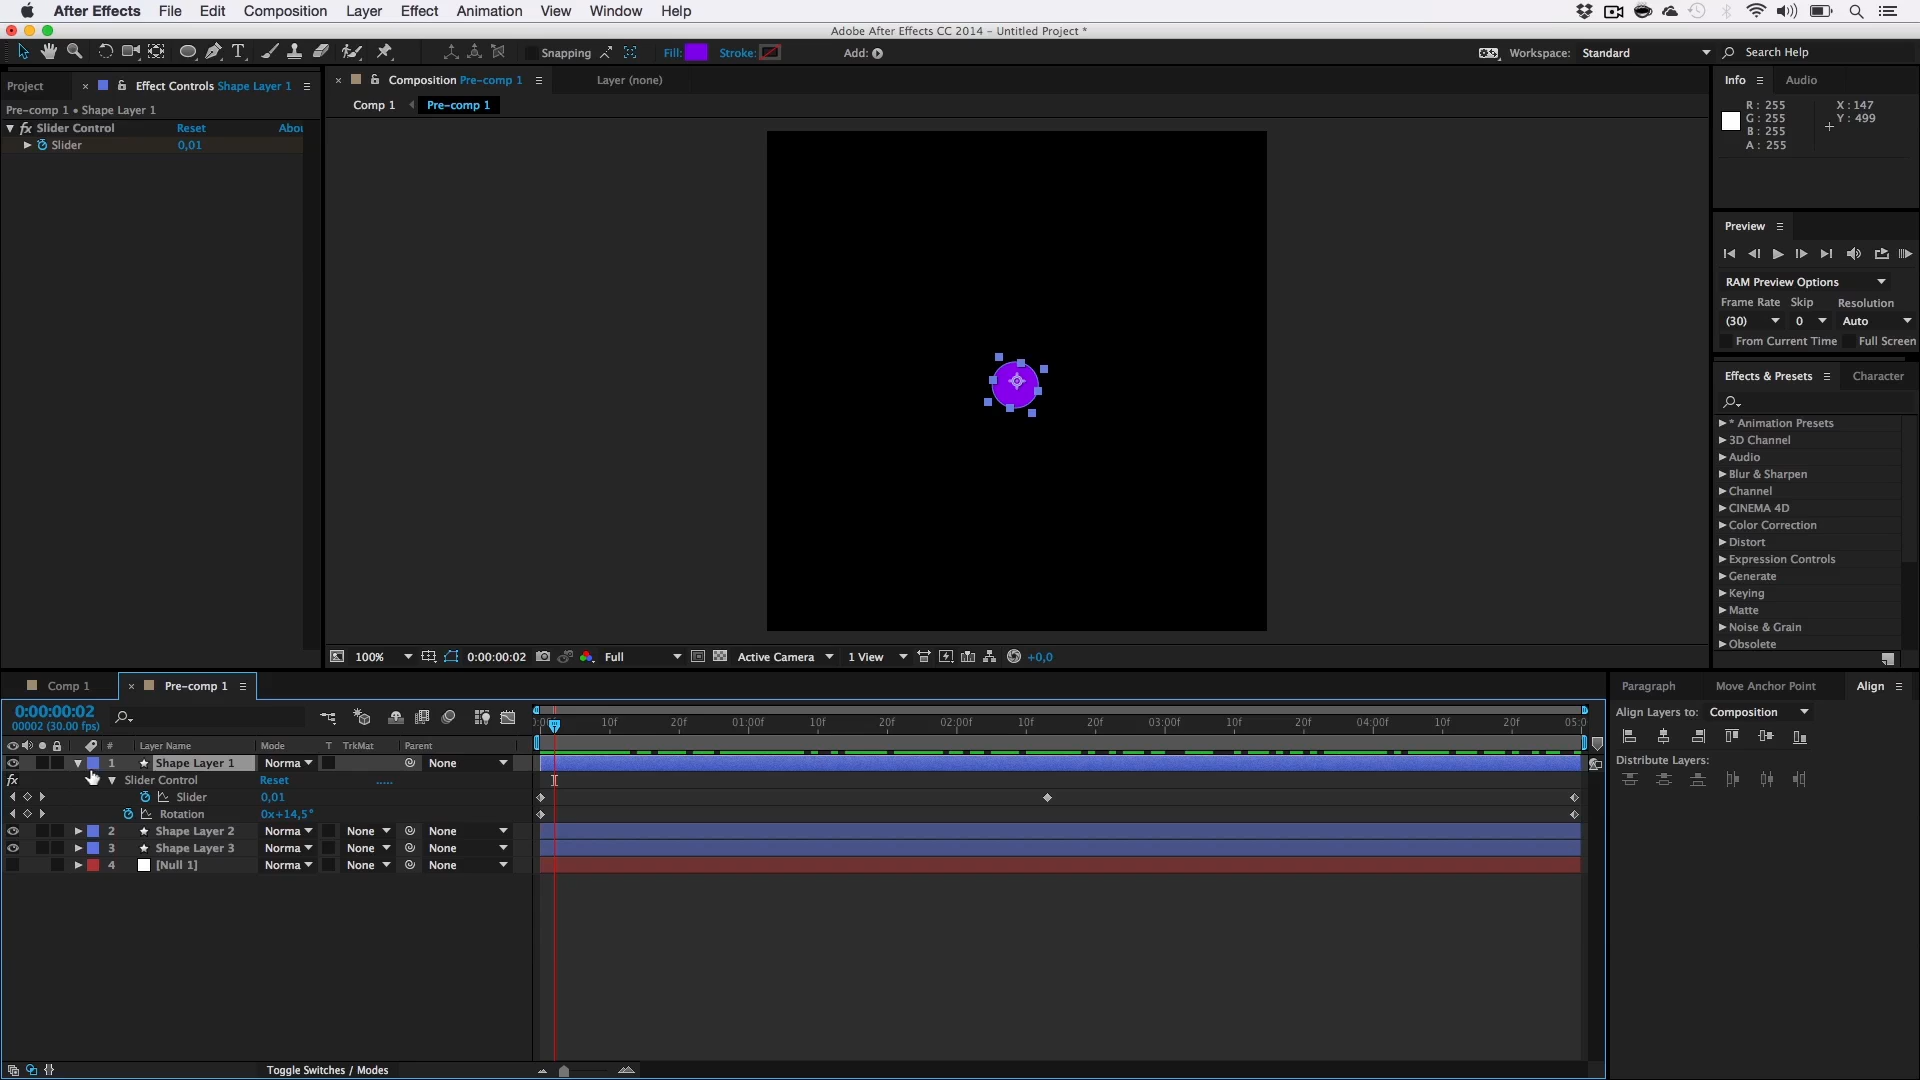 After Effects File Edit Composition Layer Effect Animation View Window Help
Adobe After Effects CC 2014 - Untitled Project *
Snapping Fill: Stroke: Add: Workspace: Standard Search Help
Project Effect Controls Shape Layer 1
Pre-comp 1 • Shape Layer 1
fx Slider Control Reset Abou
Slider 0,01
Composition Pre-comp 1 Layer (none)
Comp 1 Pre-comp 1
Info Audio
R: 255 X: 147
G: 255 Y: 499
B: 255
A: 255
Preview
RAM Preview Options
Frame Rate Skip Resolution
(30) 0 Auto
From Current Time Full Screen
Effects & Presets Character
* Animation Presets
3D Channel
Audio
Blur & Sharpen
Channel
CINEMA 4D
Color Correction
Distort
Expression Controls
Generate
Keying
Matte
Noise & Grain
Obsolete
100% 0:00:00:02 Full Active Camera 1 View +0,0
Comp 1 Pre-comp 1
0:00:00:02
00002 (30.00 fps)
10f 20f 01:00f 10f 20f 02:00f 10f 20f 03:00f 10f 20f 04:00f 10f 20f 05:0
# Layer Name Mode T TrkMat Parent
1 Shape Layer 1 Norma None
fx Slider Control Reset .....
Slider 0,01
Rotation 0x+14,5°
2 Shape Layer 2 Norma None None
3 Shape Layer 3 Norma None None
4 [Null 1] Norma None None
Toggle Switches / Modes
Paragraph Move Anchor Point Align
Align Layers to: Composition
Distribute Layers: